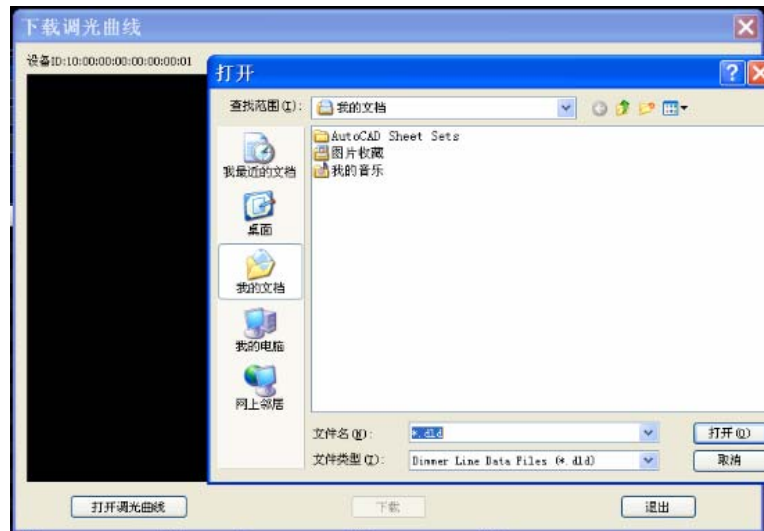 下载调光曲线
设备ID:10:00:00:00:00:00:00:01
打开
查找范围(I):
我的文档
AutoCAD Sheet Sets
图片收藏
我的音乐
我最近的文档
桌面
我的文档
我的电脑
网上邻居
文件名(N):
*.dld
打开(O)
文件类型(T):
Dimmer Line Data Files (*.dld)
取消
打开调光曲线
下载
退出